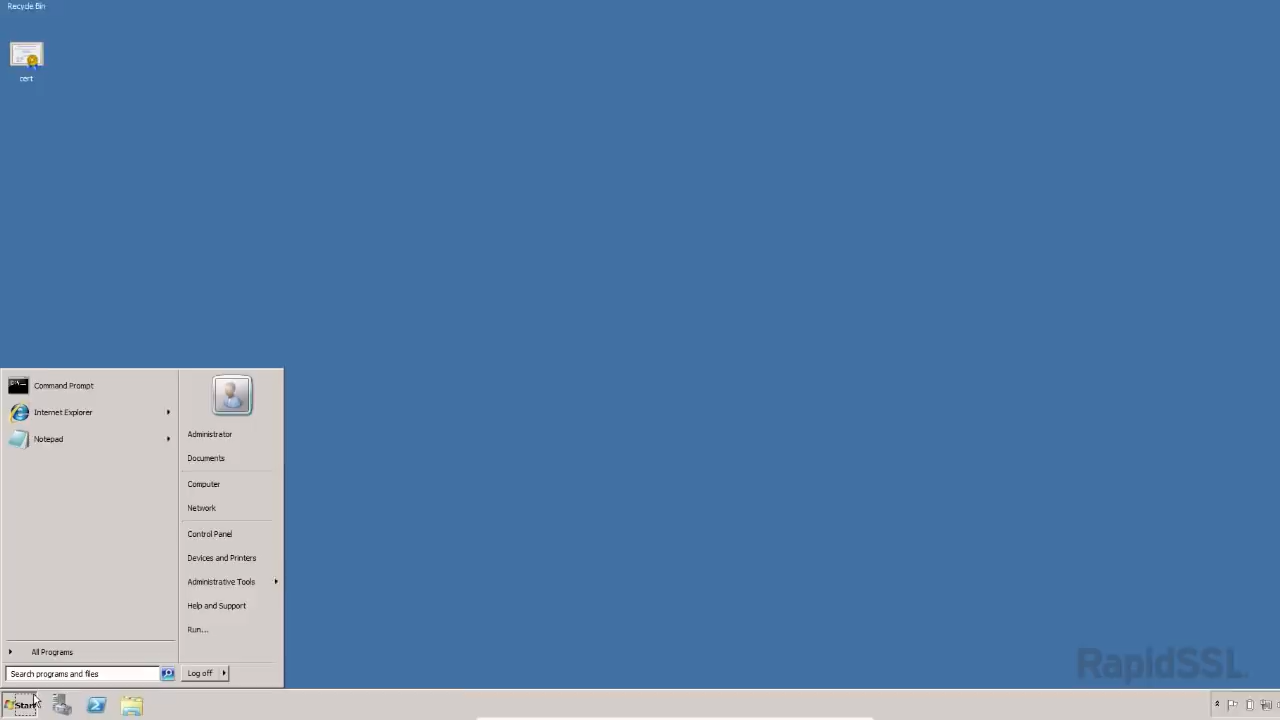 Recycle Bin
cert
Command Prompt
Internet Explorer
Notepad
All Programs
Search programs and files
Administrator
Documents
Computer
Network
Control Panel
Devices and Printers
Administrative Tools
Help and Support
Run...
Log off
Start
RapidSSL